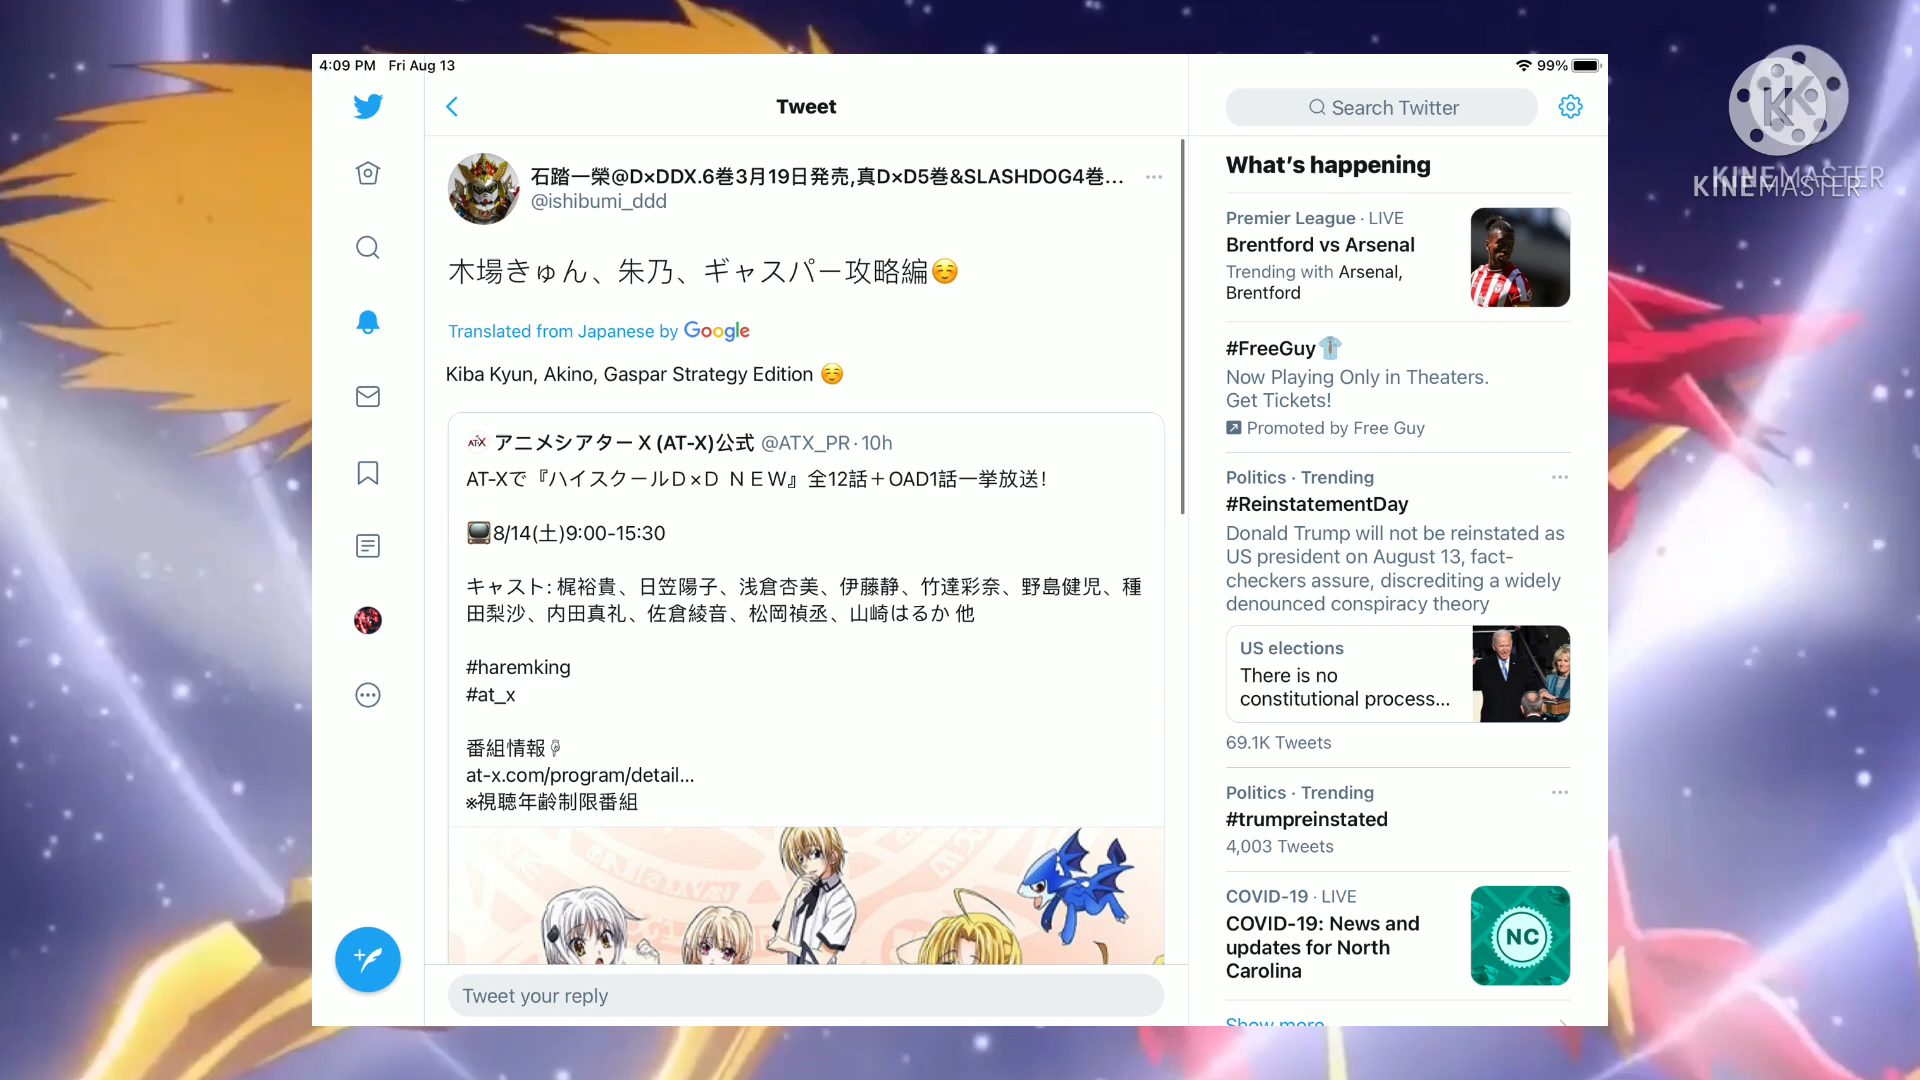 4:09 PM Fri Aug 13
99%
Tweet
Search Twitter
石踏一榮@D×DDX.6巻3月19日発売,真D×D5巻&SLASHDOG4巻...
@ishibumi_ddd
木場きゅん、朱乃、ギャスパー攻略編☺️
Translated from Japanese by Google
Kiba Kyun, Akino, Gaspar Strategy Edition ☺️
AT-X アニメシアターX(AT-X)公式 @ATX_PR · 10h
AT-Xで『ハイスクールD×D NEW』全12話+OAD1話一挙放送!
📺8/14(土)9:00-15:30
キャスト: 梶裕貴、日笠陽子、浅倉杏美、伊藤静、竹達彩奈、野島健児、種
田梨沙、内田真礼、佐倉綾音、松岡禎丞、山崎はるか 他
#haremking
#at_x
番組情報☟
at-x.com/program/detail...
※視聴年齢制限番組
Tweet your reply
What's happening
Premier League · LIVE
Brentford vs Arsenal
Trending with Arsenal,
Brentford
#FreeGuy👔
Now Playing Only in Theaters.
Get Tickets!
Promoted by Free Guy
Politics · Trending
#ReinstatementDay
Donald Trump will not be reinstated as
US president on August 13, fact-
checkers assure, discrediting a widely
denounced conspiracy theory
US elections
There is no
constitutional process...
69.1K Tweets
Politics · Trending
#trumpreinstated
4,003 Tweets
COVID-19 · LIVE
COVID-19: News and
updates for North
Carolina
NC
Show more
K
KINEMASTER
K
KINEMASTER